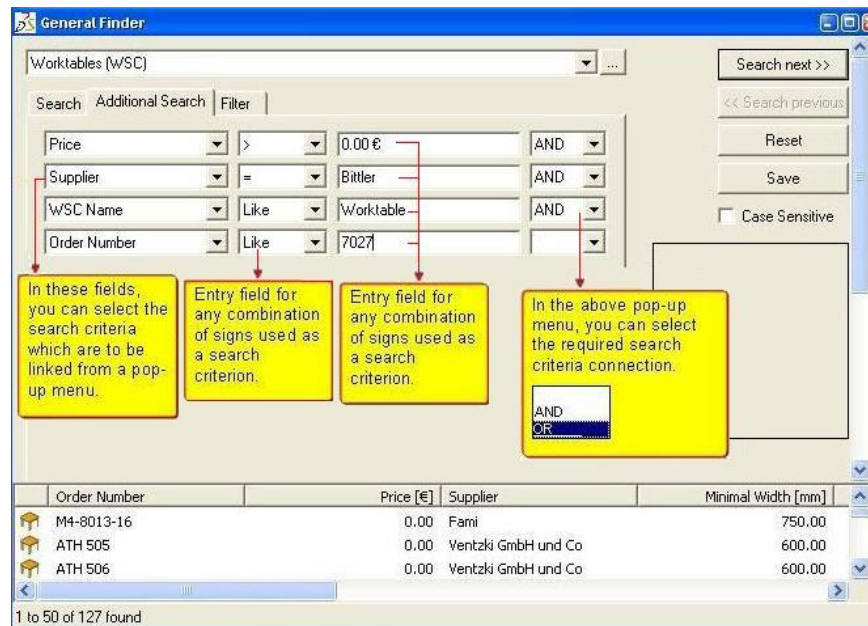 General Finder
Worktables (WSC)
...
Search next >>
Search Additional Search Filter
<< Search previous
Price > 0.00 € AND
Reset
Supplier = Bittler AND
Save
WSC Name Like Worktable AND
Case Sensitive
Order Number Like 7027
In these fields,
you can select the
search criteria
which are to be
linked from a pop-
up menu.
Entry field for
any combination
of signs used as
a search
criterion.
Entry field for
any combination
of signs used as
a search
criterion.
In the above pop-up
menu, you can select
the required search
criteria connection.
AND
OR
Order Number Price [€] Supplier Minimal Width [mm]
M4-8013-16 0.00 Fami 750.00
ATH 505 0.00 Ventzki GmbH und Co 600.00
ATH 506 0.00 Ventzki GmbH und Co 600.00
1 to 50 of 127 found